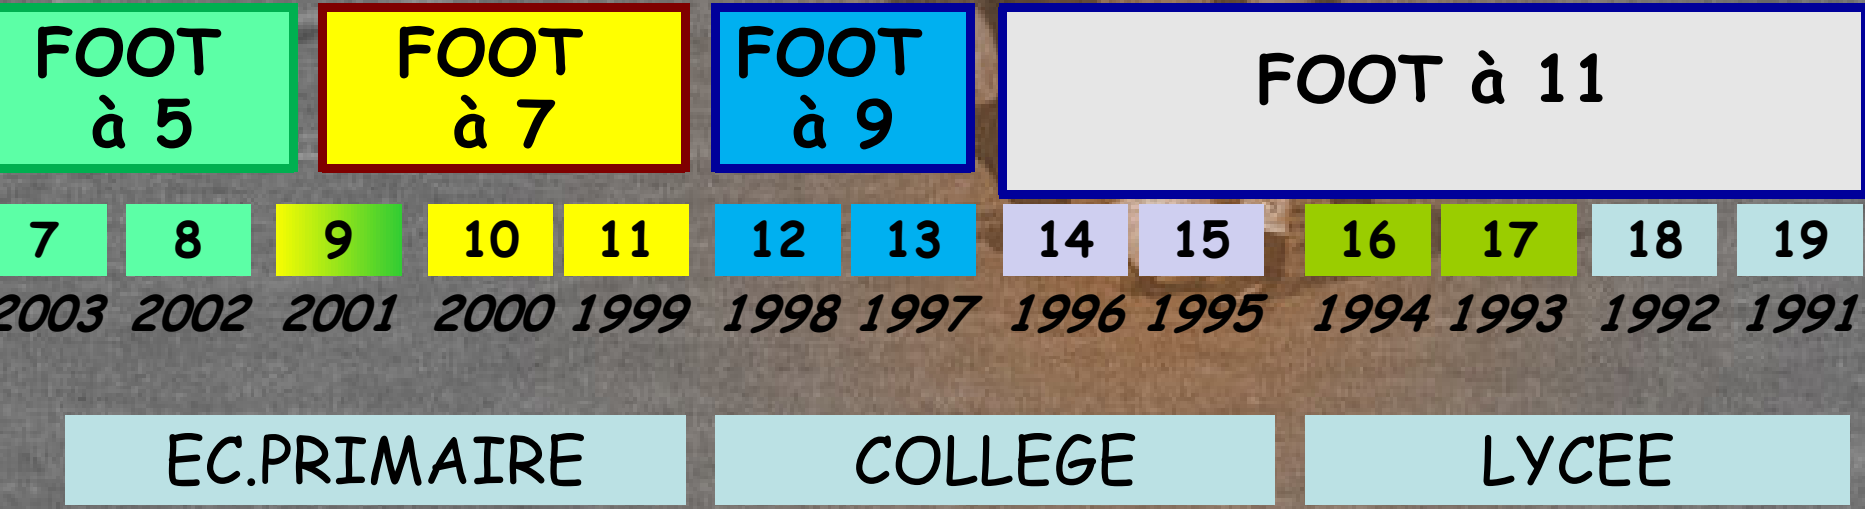 FOOT
à 5
FOOT
à 7
FOOT
à 9
FOOT à 11
7 8 9 10 11 12 13 14 15 16 17 18 19
2003 2002 2001 2000 1999 1998 1997 1996 1995 1994 1993 1992 1991
EC.PRIMAIRE COLLEGE LYCEE